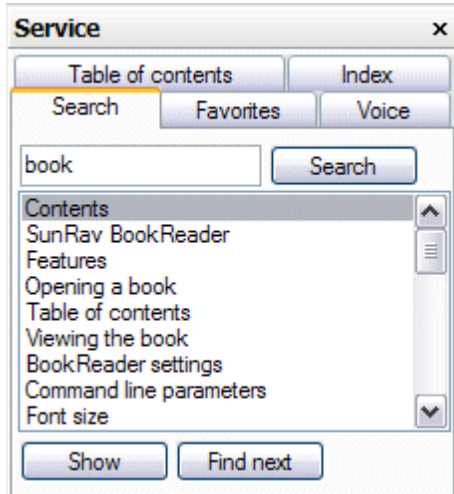 Service
Table of contents Index
Search Favorites Voice
book Search
Contents
SunRav BookReader
Features
Opening a book
Table of contents
Viewing the book
BookReader settings
Command line parameters
Font size
Show Find next